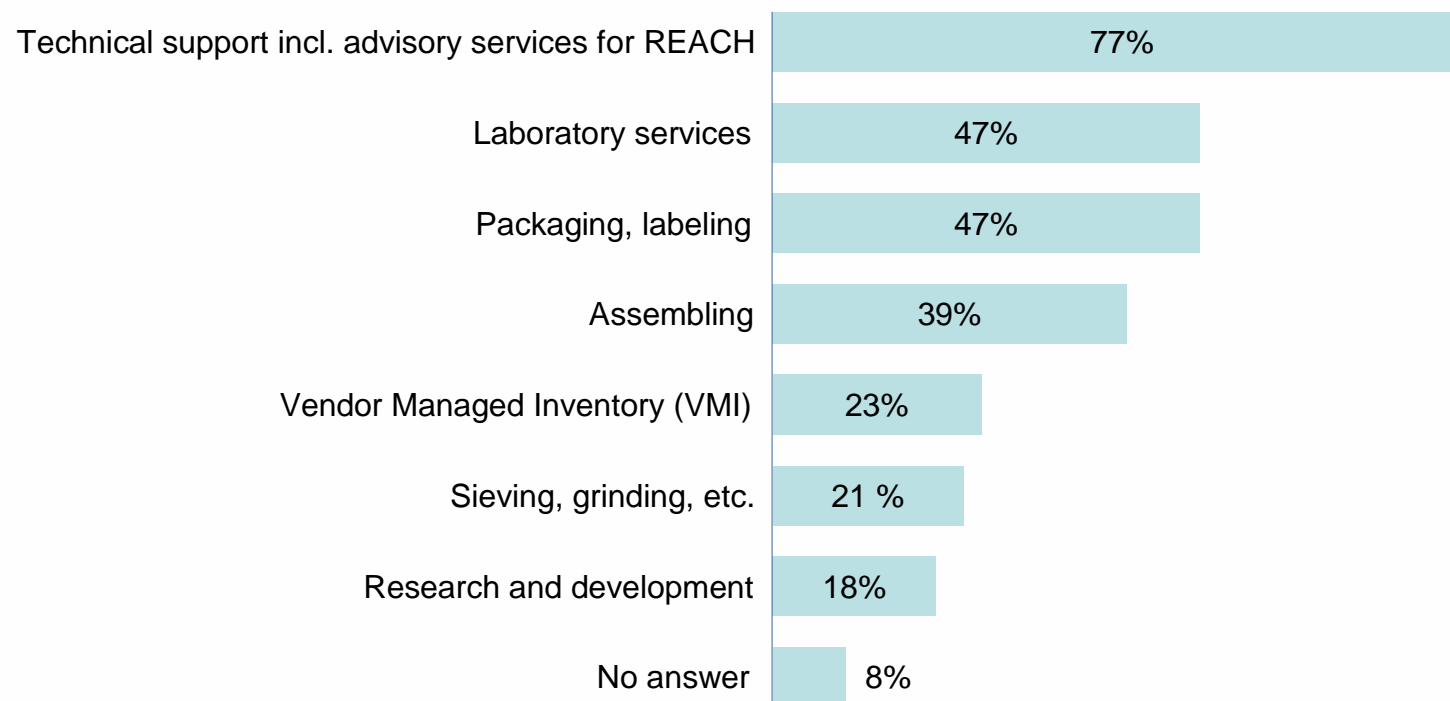 Technical support incl. advisory services for REACH 77%
Laboratory services 47%
Packaging, labeling 47%
Assembling 39%
Vendor Managed Inventory (VMI) 23%
Sieving, grinding, etc. 21 %
Research and development 18%
No answer 8%